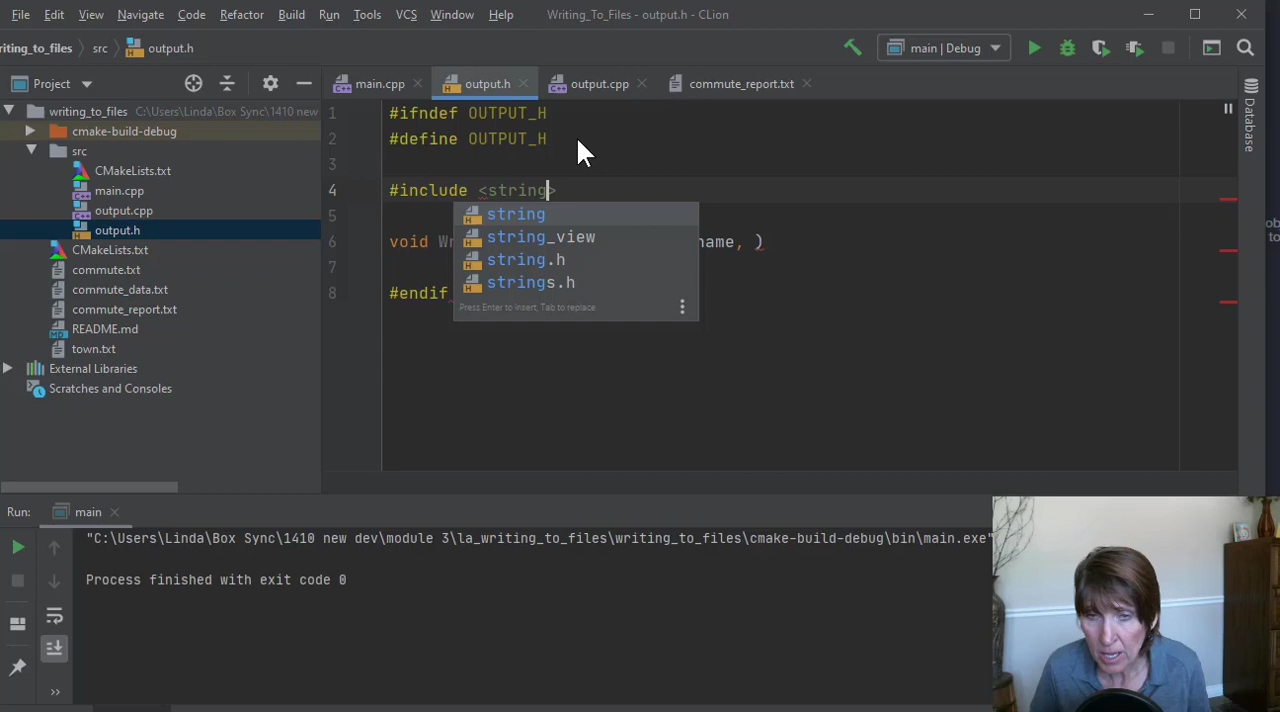 File Edit View Navigate Code Refactor Build Run Tools VCS Window Help Writing_To_Files - output.h - CLion
riting_to_files src output.h main | Debug
Project main.cpp output.h output.cpp commute_report.txt
writing_to_files C:\Users\Linda\Box Sync\1410 new
cmake-build-debug
src
CMakeLists.txt
main.cpp
output.cpp
output.h
CMakeLists.txt
commute.txt
commute_data.txt
commute_report.txt
README.md
town.txt
External Libraries
Scratches and Consoles
1 #ifndef OUTPUT_H
2 #define OUTPUT_H
3
4 #include <string>
5
6 void name, )
7
8 #endif
string
string_view
string.h
strings.h
Press Enter to insert, Tab to replace
Database
Run: main
"C:\Users\Linda\Box Sync\1410 new dev\module 3\la_writing_to_files\writing_to_files\cmake-build-debug\bin\main.exe"
Process finished with exit code 0